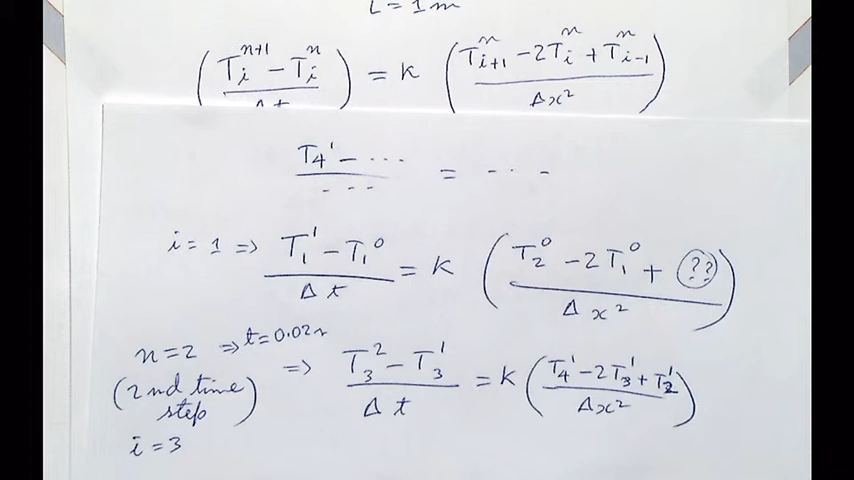 L = 1m
(T_i^{n+1} - T_i^n / Δt) = K (T_{i+1}^n - 2T_i^n + T_{i-1}^n / Δx²)
T_4^1 - ... / --- = - - -
i = 1 => T_1^1 - T_1^0 / Δt = K (T_2^0 - 2T_1^0 + ?? / Δx²)
n = 2 => t = 0.02s
(2nd time step) => T_3^2 - T_3^1 / Δt = K (T_4^1 - 2T_3^1 + T_2^1 / Δx²)
i = 3